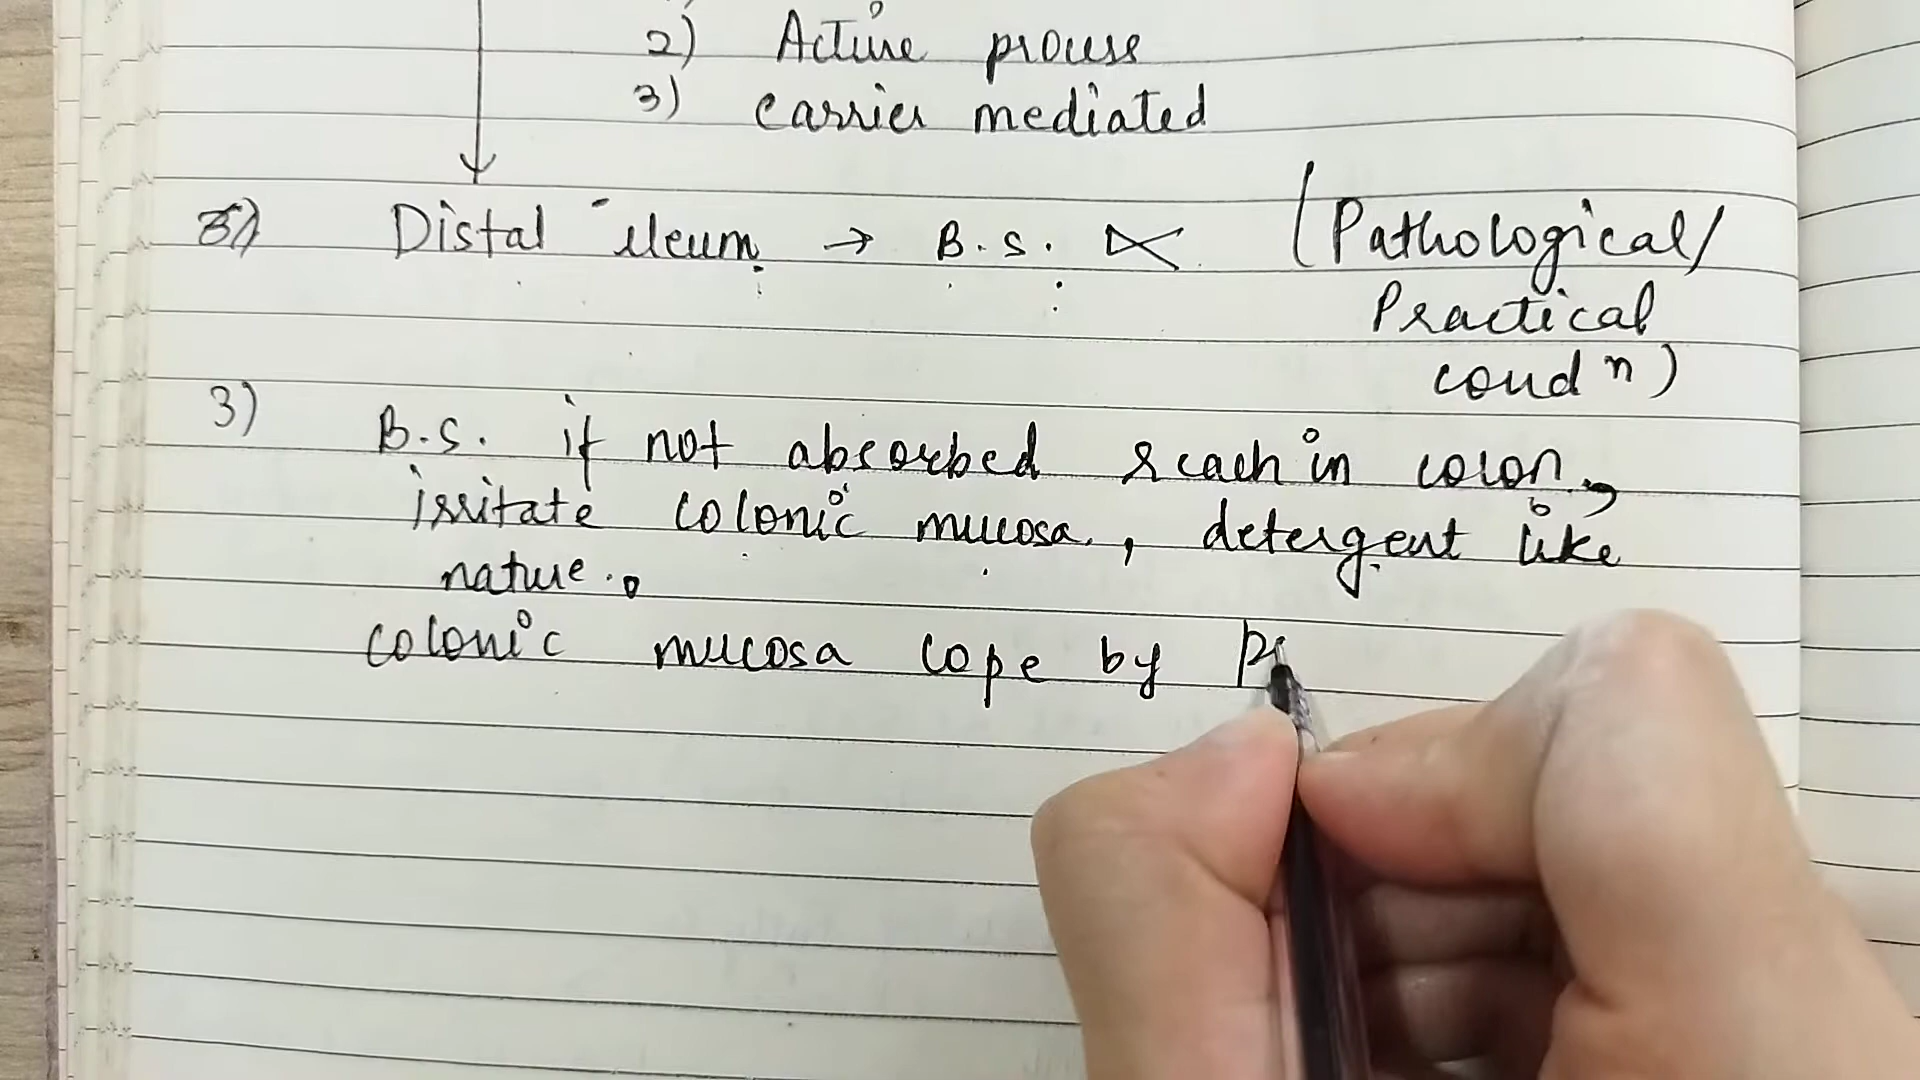 2) Active process
3) carrier mediated
Distal ileum → B.S. (Pathological/
Practical
condⁿ)
3) B.S. if not absorbed reach in colon,
irritate colonic mucosa, detergent like
nature.
colonic mucosa cope by